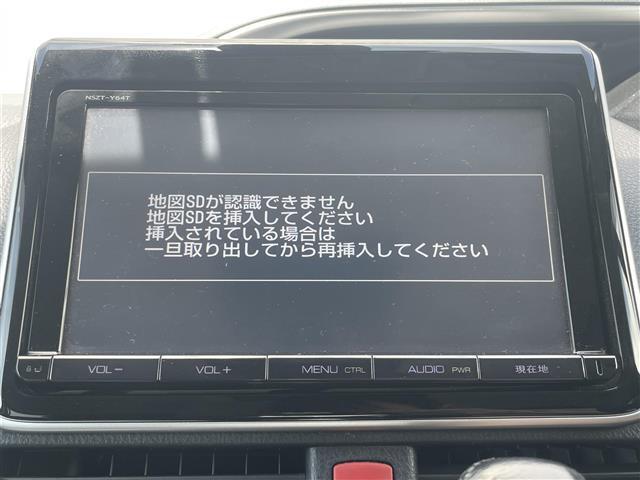 NSZT-Y64T
地図SDが認識できません
地図SDを挿入してください
挿入されている場合は
一旦取り出してから再挿入してください
VOL−
VOL+
MENU CTRL
AUDIO PWR
現在地